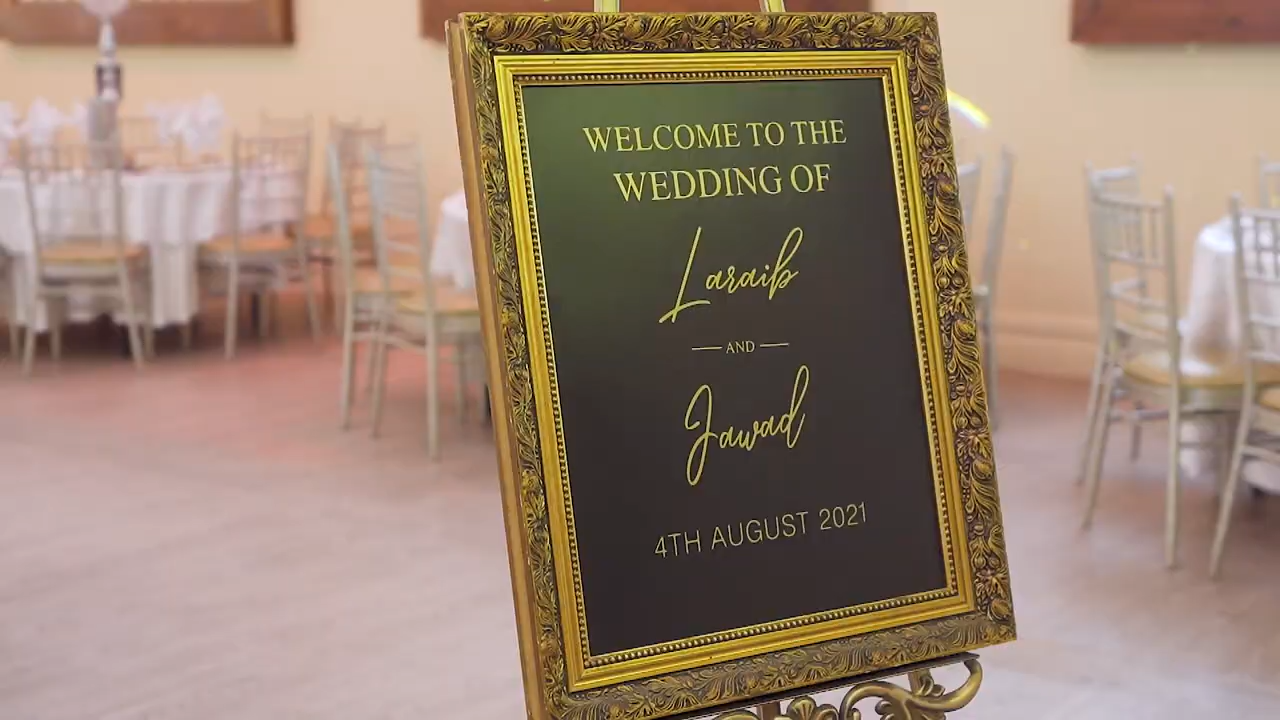 WELCOME TO THE
WEDDING OF
Laraib
AND
Jawad
4TH AUGUST 2021